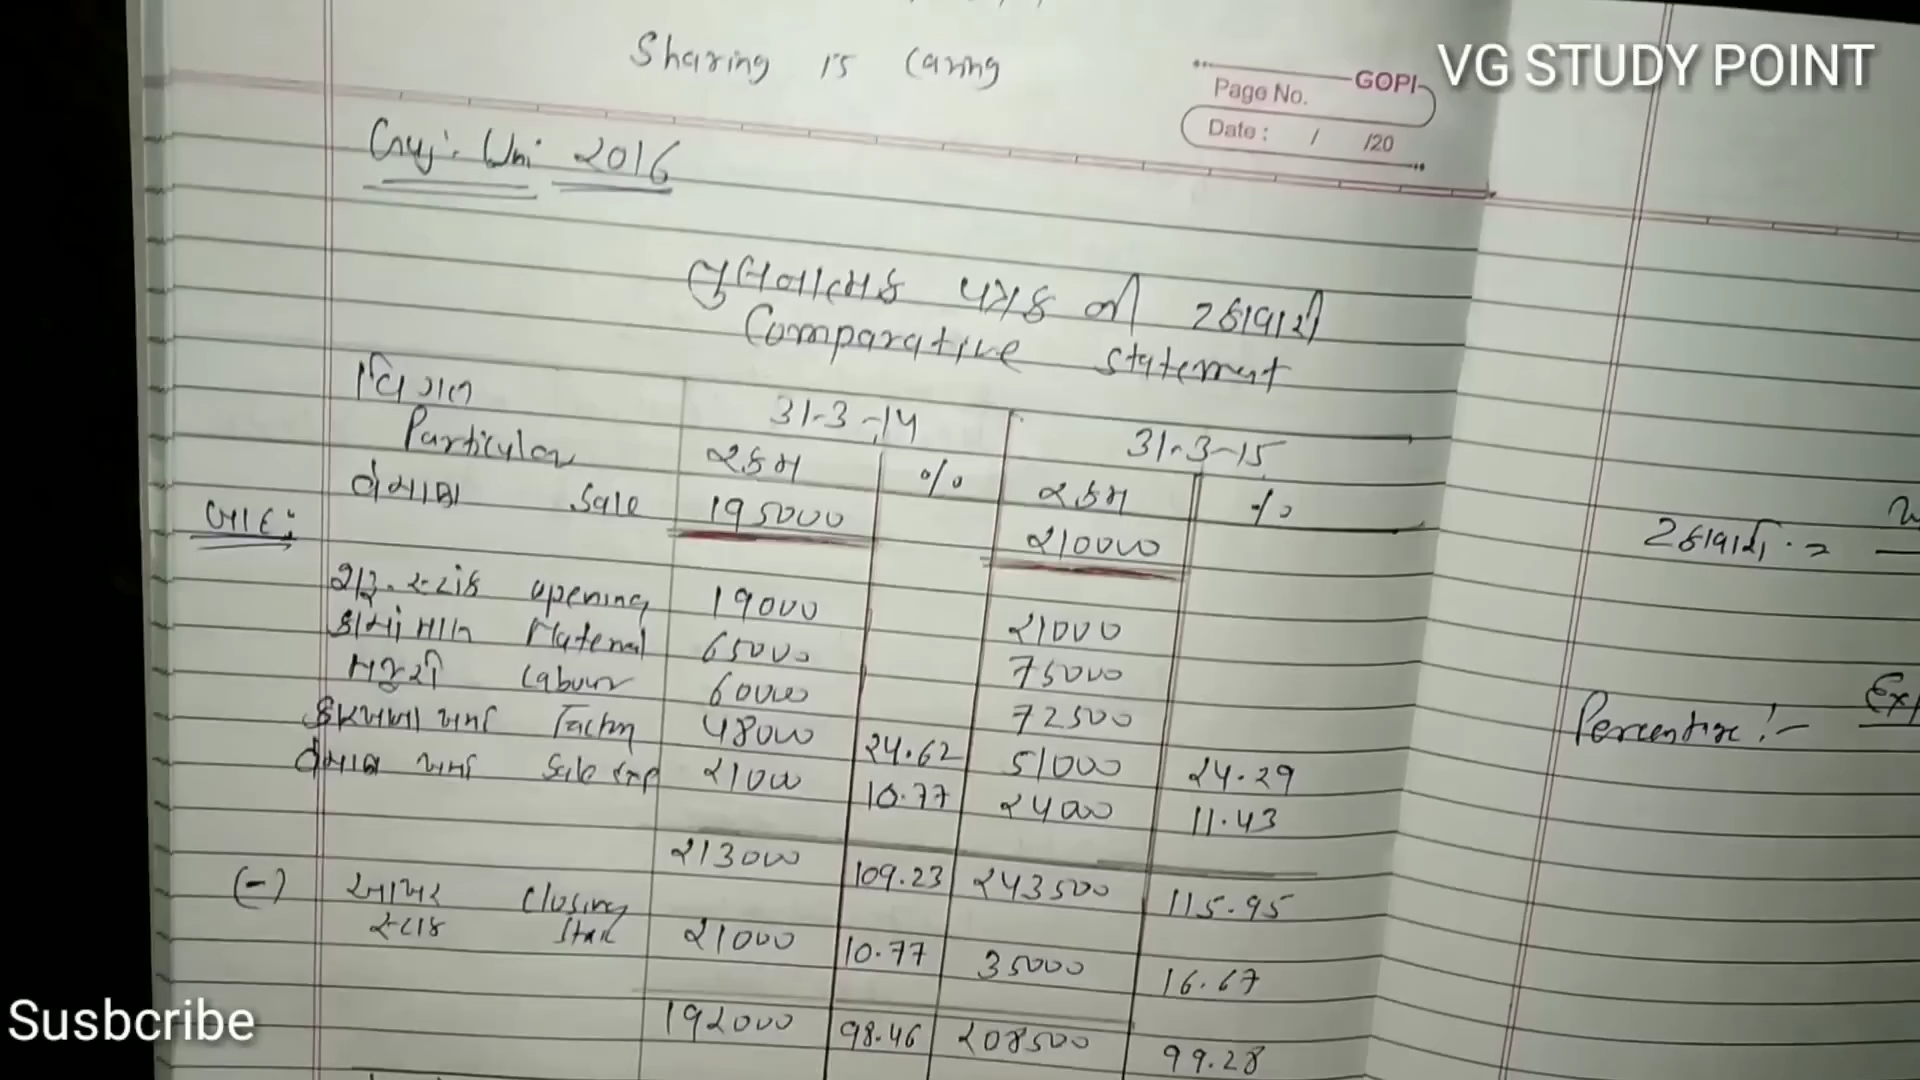 Sharing is Caring
VG STUDY POINT
GOPI
Page No.
Date : / /20
Guj. Uni 2016
તુલનાત્મક પત્રક ની ટકાવારી
Comparative statement
વિગત 31-3-14 31-3-15
Particular રકમ % રકમ %
વેચાણ Sale 195000 210000
બાદ:
શરૂ. સ્ટોક opening 19000 21000
કાચો માલ Material 65000 75000
મજુરી Labour 60000 72500
કારખાના ખર્ચ Factory 48000 24.62 51000 24.29
વેચાણ ખર્ચ Sale Exp 21000 10.77 24000 11.43
213000 109.23 243500 115.95
(-) આખર Closing
સ્ટોક Stock 21000 10.77 35000 16.67
192000 98.46 208500 99.28
ટકાવારી. =
Percentage :-
Susbcribe